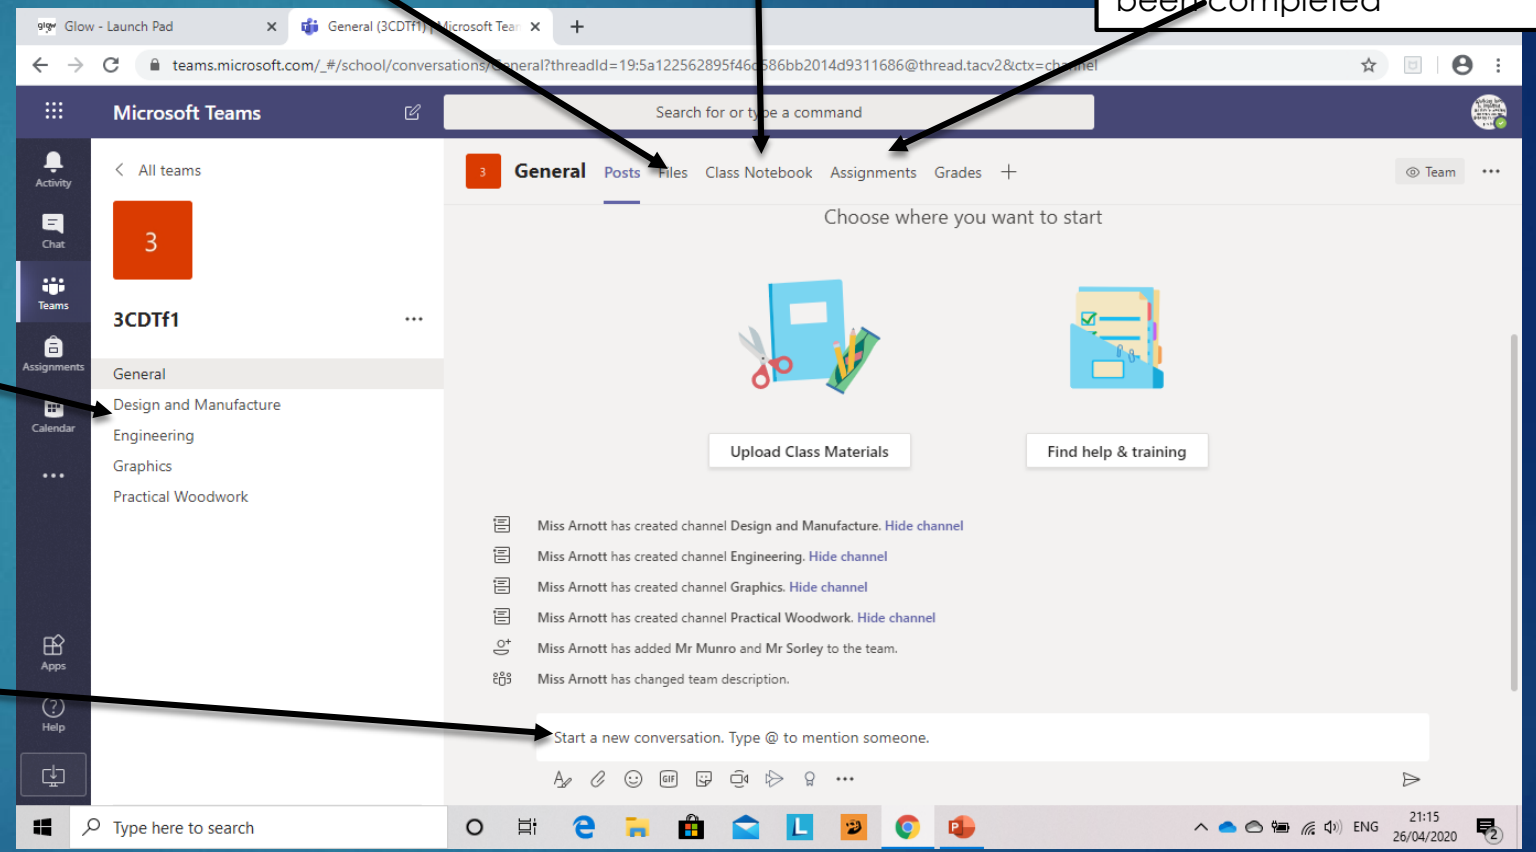 been completed
glow Glow - Launch Pad
General (3CDTf1) | Microsoft Tean
teams.microsoft.com/_#/school/conversations/General?threadId=19:5a122562895f46d586bb2014d9311686@thread.tacv2&ctx=channel
Microsoft Teams
Search for or type a command
Activity
Chat
Teams
Assignments
Calendar
Apps
Help
All teams
3
3CDTf1
General
Design and Manufacture
Engineering
Graphics
Practical Woodwork
3 General Posts Files Class Notebook Assignments Grades
Team
Choose where you want to start
Upload Class Materials
Find help & training
Miss Arnott has created channel Design and Manufacture. Hide channel
Miss Arnott has created channel Engineering. Hide channel
Miss Arnott has created channel Graphics. Hide channel
Miss Arnott has created channel Practical Woodwork. Hide channel
Miss Arnott has added Mr Munro and Mr Sorley to the team.
Miss Arnott has changed team description.
Start a new conversation. Type @ to mention someone.
GIF
Type here to search
L
P
ENG
21:15
26/04/2020
2